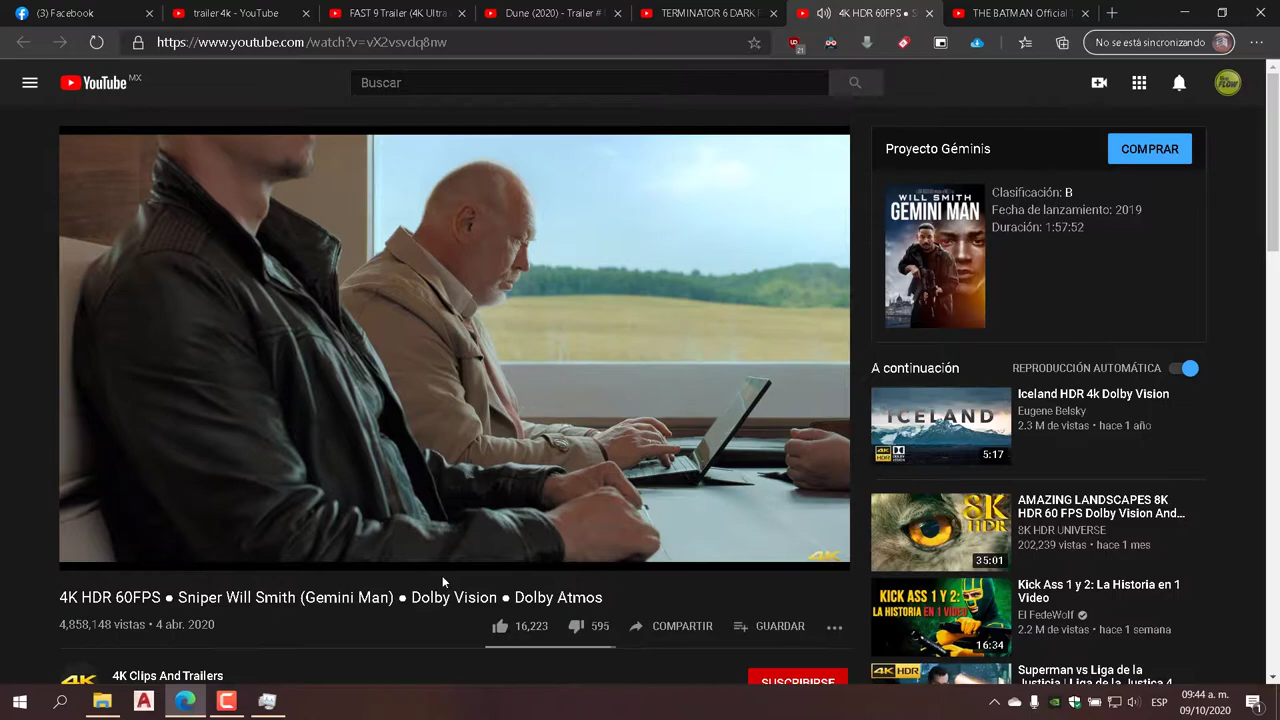 (3) Facebook
trailer4k - YouTube
FAST 9 Trailer (4K Ultra
Dune (2020) - Trailer #
TERMINATOR 6 DARK F
4K HDR 60FPS ● S
THE BATMAN Official T
https://www.youtube.com/watch?v=vX2vsvdq8nw
21
No se está sincronizando
YouTube MX
Buscar
FLOW
4K
Proyecto Géminis
COMPRAR
WILL SMITH
GEMINI MAN
Clasificación: B
Fecha de lanzamiento: 2019
Duración: 1:57:52
A continuación
REPRODUCCIÓN AUTOMÁTICA
ICELAND
4K
HDR
5:17
Iceland HDR 4k Dolby Vision
Eugene Belsky
2.3 M de vistas • hace 1 año
8K
HDR
35:01
AMAZING LANDSCAPES 8K
HDR 60 FPS Dolby Vision And...
8K HDR UNIVERSE
202,239 vistas • hace 1 mes
KICK ASS 1 Y 2:
LA HISTORIA
EN 1 VIDEO
16:34
Kick Ass 1 y 2: La Historia en 1
Video
El FedeWolf
2.2 M de vistas • hace 1 semana
4K HDR
Superman vs Liga de la
Justicia | Liga de la Justicia 4
4K HDR 60FPS ● Sniper Will Smith (Gemini Man) ● Dolby Vision ● Dolby Atmos
4,858,148 vistas • 4 abr. 2020
16,223
595
COMPARTIR
GUARDAR
4K
4K Clips And Trailers
SUSCRIBIRSE
A
C
ESP
09:44 a. m.
09/10/2020
1